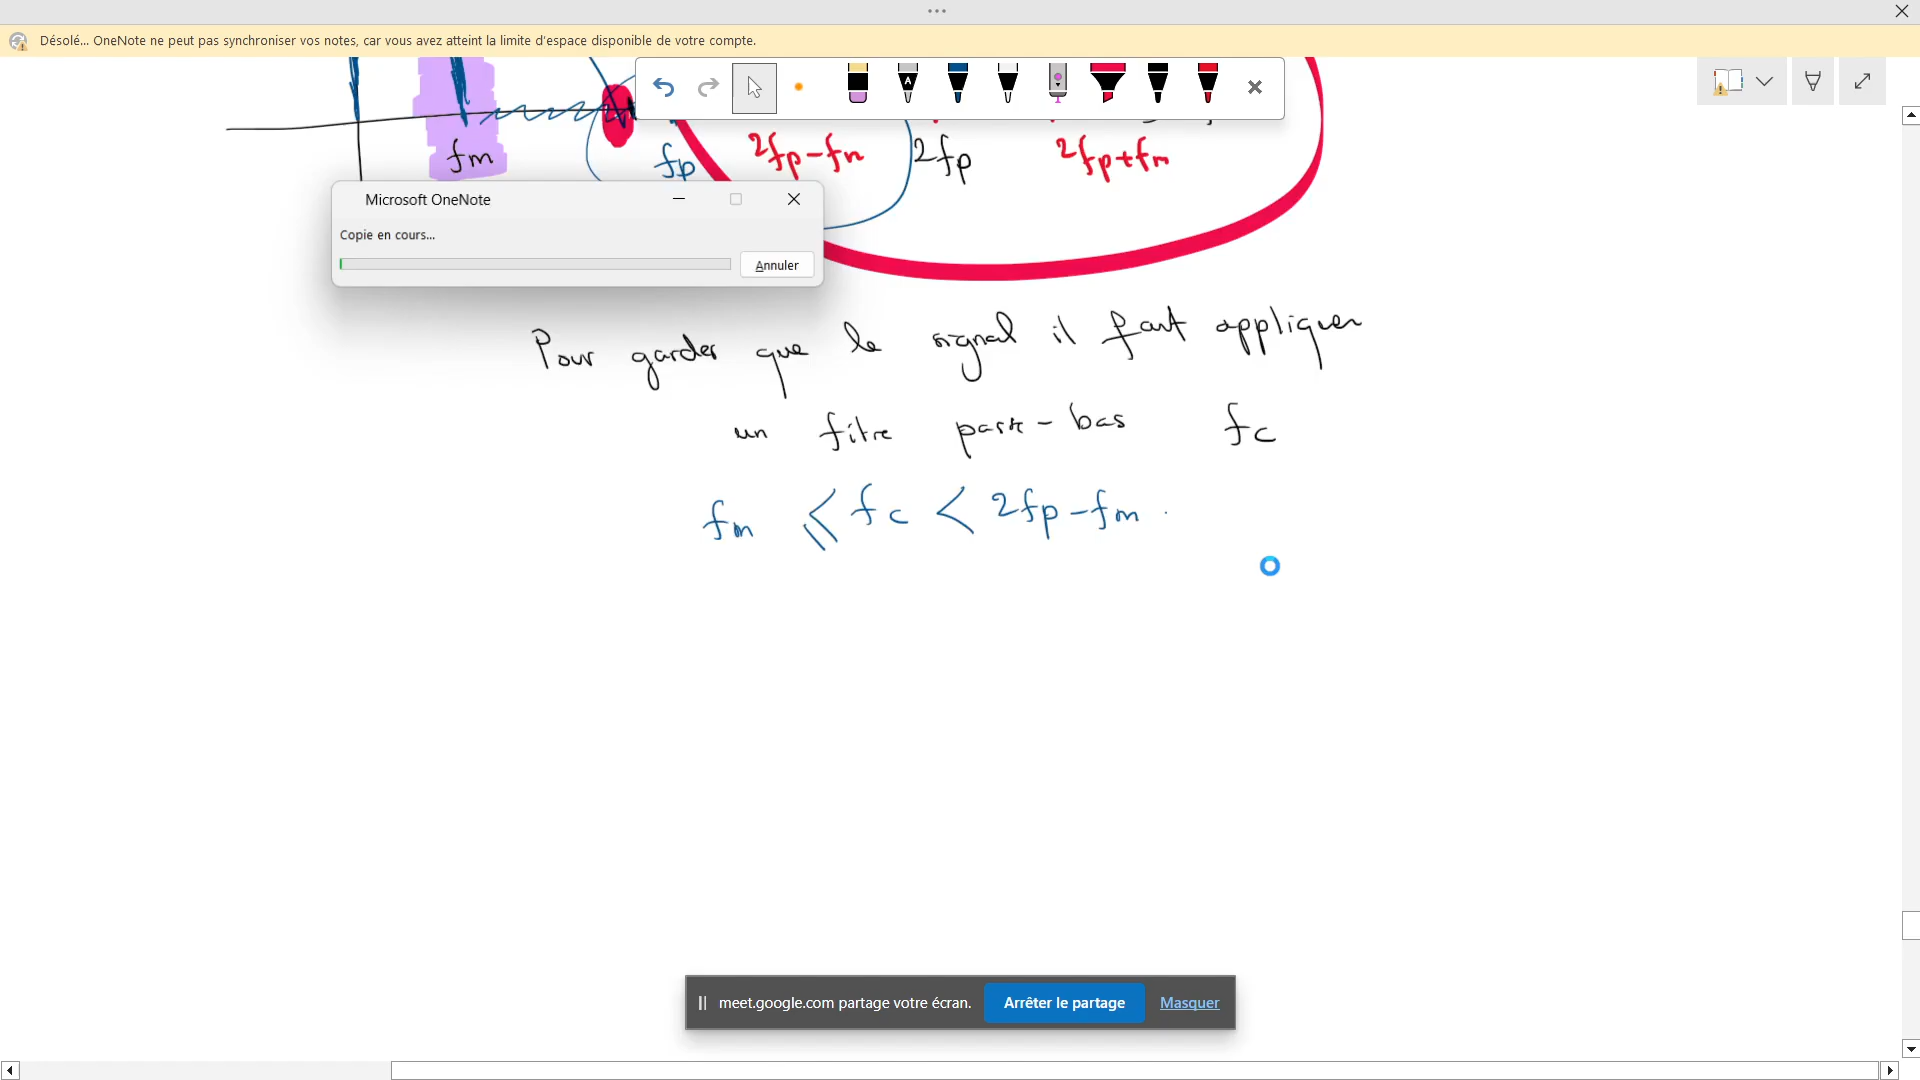 Désolé... OneNote ne peut pas synchroniser vos notes, car vous avez atteint la limite d'espace disponible de votre compte.
A
fm
fp
2fp-fm
2fp
2fp+fm
Microsoft OneNote
Copie en cours...
Annuler
Pour garder que le signal il faut appliquer
un filtre passe-bas fc
fm ⩽ fc < 2fp-fm.
meet.google.com partage votre écran.
Arrêter le partage
Masquer